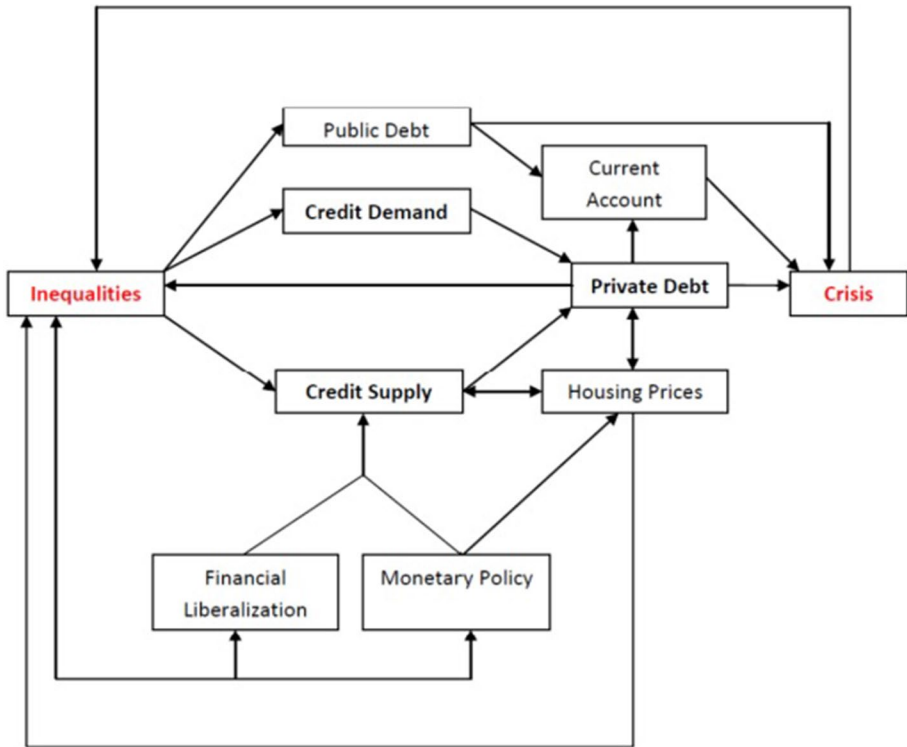 Public Debt
Current
Account
Credit Demand
Inequalities
Private Debt
Crisis
Credit Supply
Housing Prices
Financial
Liberalization
Monetary Policy